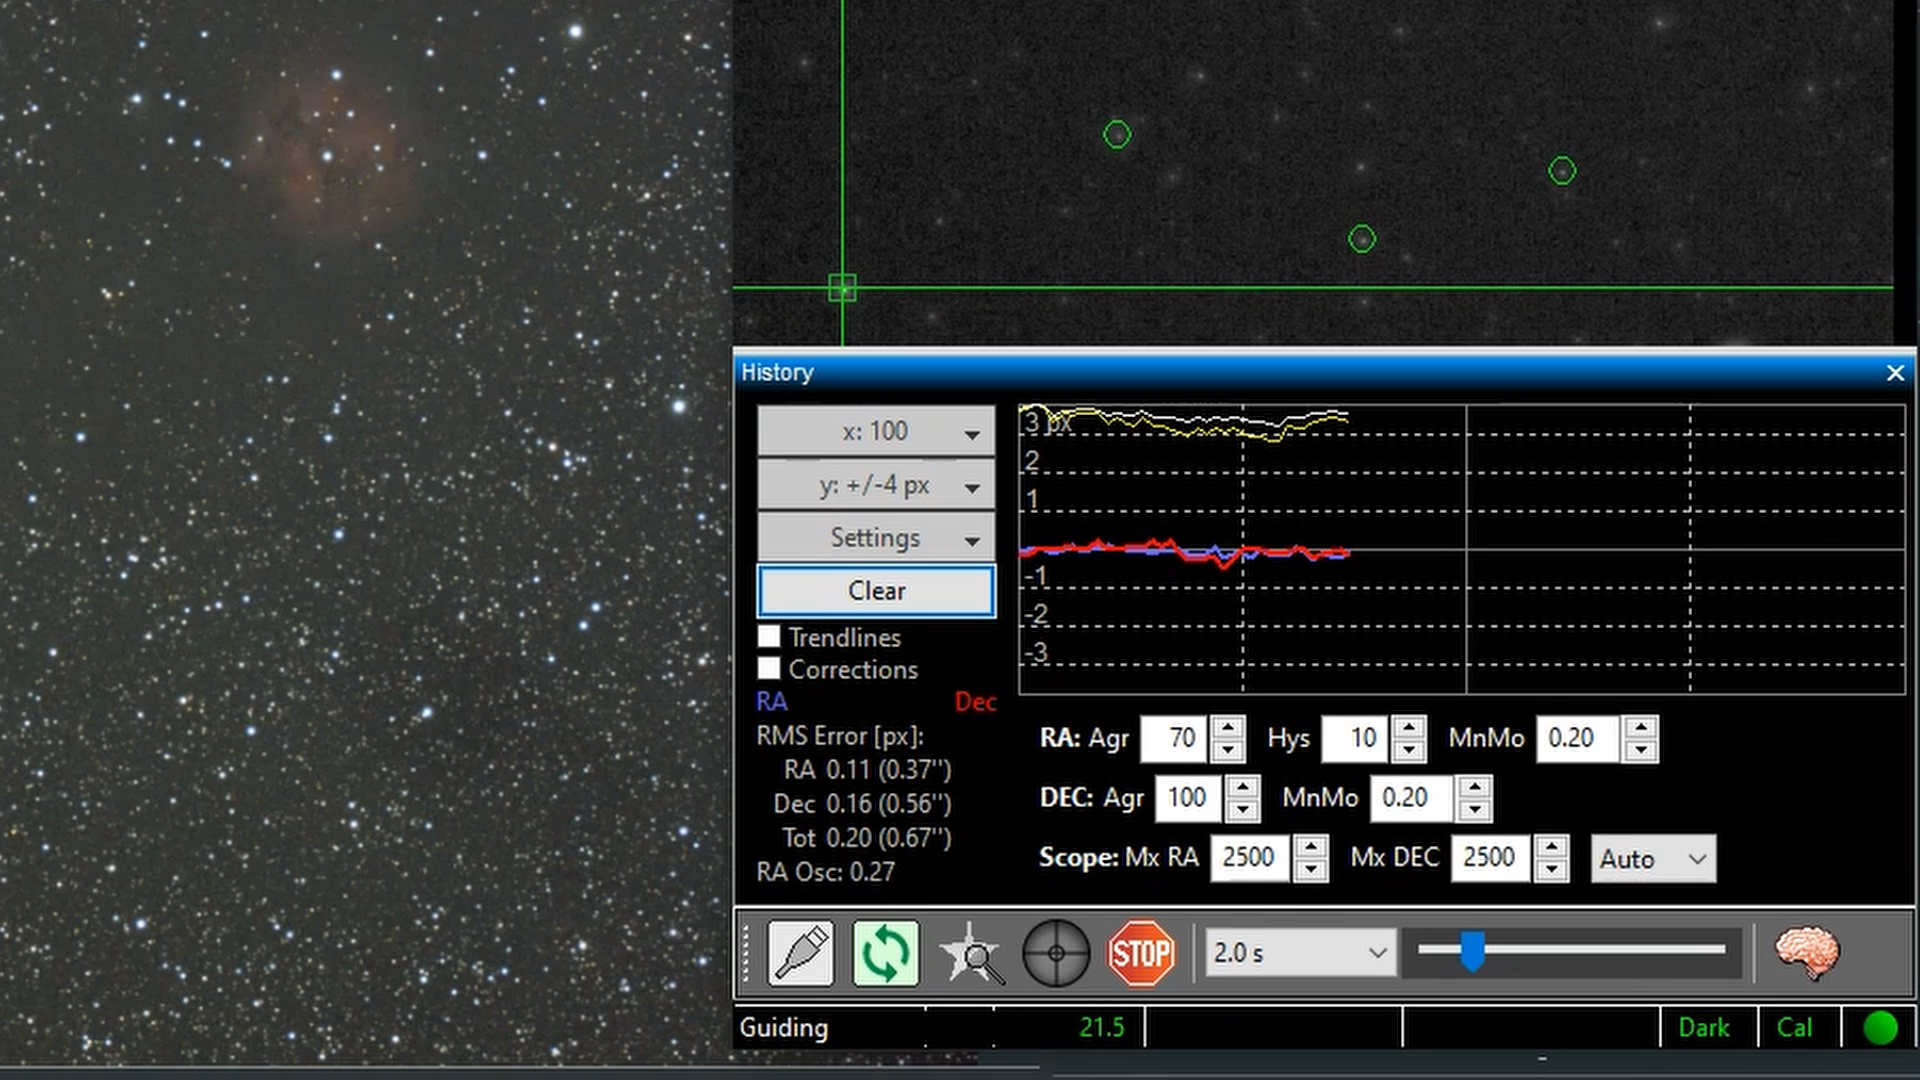 History
x: 100
y: +/-4 px
Settings
Clear
Trendlines
Corrections
RA Dec
RMS Error [px]:
RA 0.11 (0.37'')
Dec 0.16 (0.56'')
Tot 0.20 (0.67'')
RA Osc: 0.27
3 px
2
1
-1
-2
-3
RA: Agr 70 Hys 10 MnMo 0.20
DEC: Agr 100 MnMo 0.20
Scope: Mx RA 2500 Mx DEC 2500 Auto
STOP 2.0 s
Guiding 21.5 Dark Cal